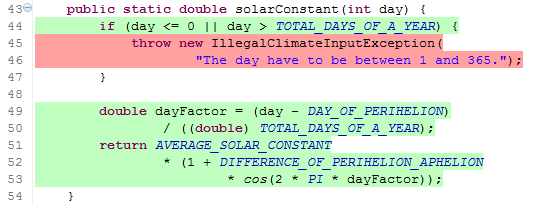 43 public static double solarConstant(int day) {
44 if (day <= 0 || day > TOTAL_DAYS_OF_A_YEAR) {
45 throw new IllegalClimateInputException(
46 "The day have to be between 1 and 365.");
47 }
48
49 double dayFactor = (day - DAY_OF_PERIHELION)
50 / ((double) TOTAL_DAYS_OF_A_YEAR);
51 return AVERAGE_SOLAR_CONSTANT
52 * (1 + DIFFERENCE_OF_PERIHELION_APHELION
53 * cos(2 * PI * dayFactor));
54 }